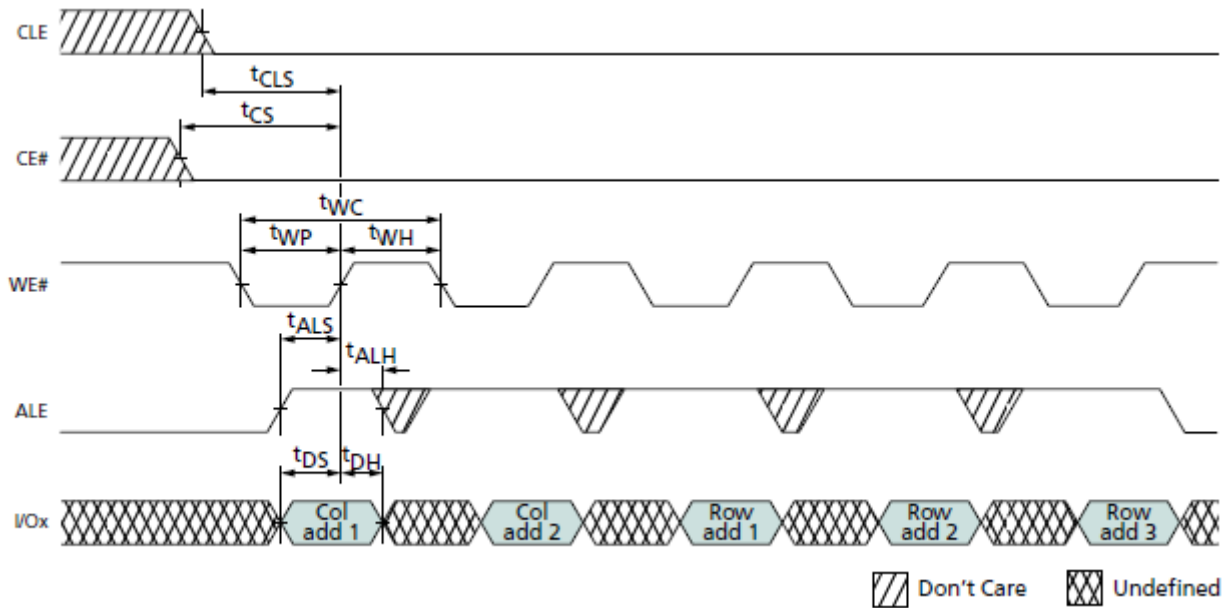 CLE
tCLS
tCS
CE#
tWC
tWP tWH
WE#
tALS
tALH
ALE
tDS tDH
I/Ox
Col add 1
Col add 2
Row add 1
Row add 2
Row add 3
Don't Care
Undefined